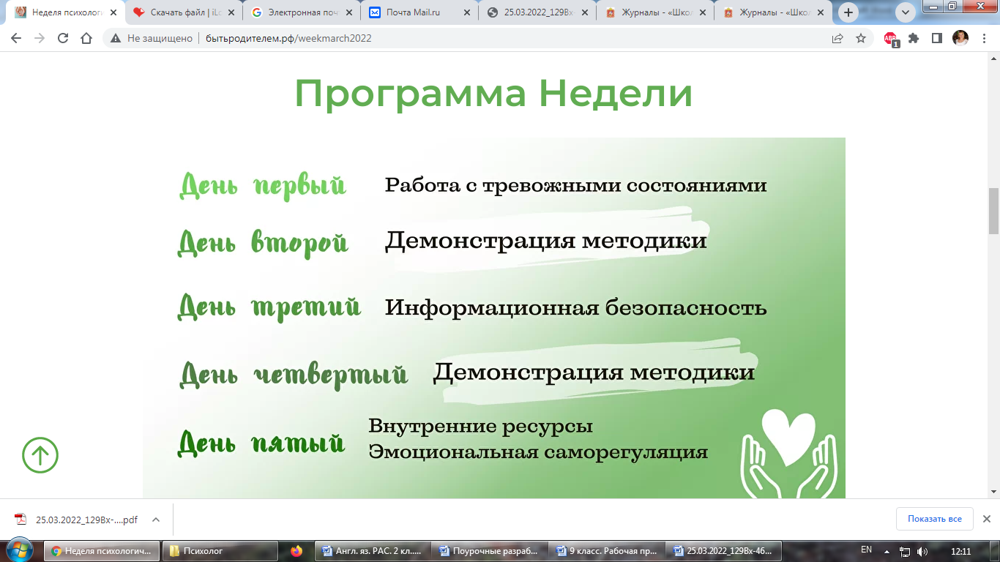 Неделя психологи
Скачать файл | iLo
Электронная поч
Почта Mail.ru
25.03.2022_129Вх-
Журналы - «Шко
Журналы - «Шко
Не защищено
бытьродителем.рф/weekmarch2022
ABP
1
Программа Недели
День первый Работа с тревожными состояниями
День второй Демонстрация методики
День третий Информационная безопасность
День четвертый Демонстрация методики
День пятый Внутренние ресурсы
Эмоциональная саморегуляция
25.03.2022_129Вх-....pdf
Показать все
Неделя психологич...
Психолог
Англ. яз. РАС. 2 кл....
Поурочные разраб...
9 класс. Рабочая пр...
25.03.2022_129Вх-46...
EN
12:11